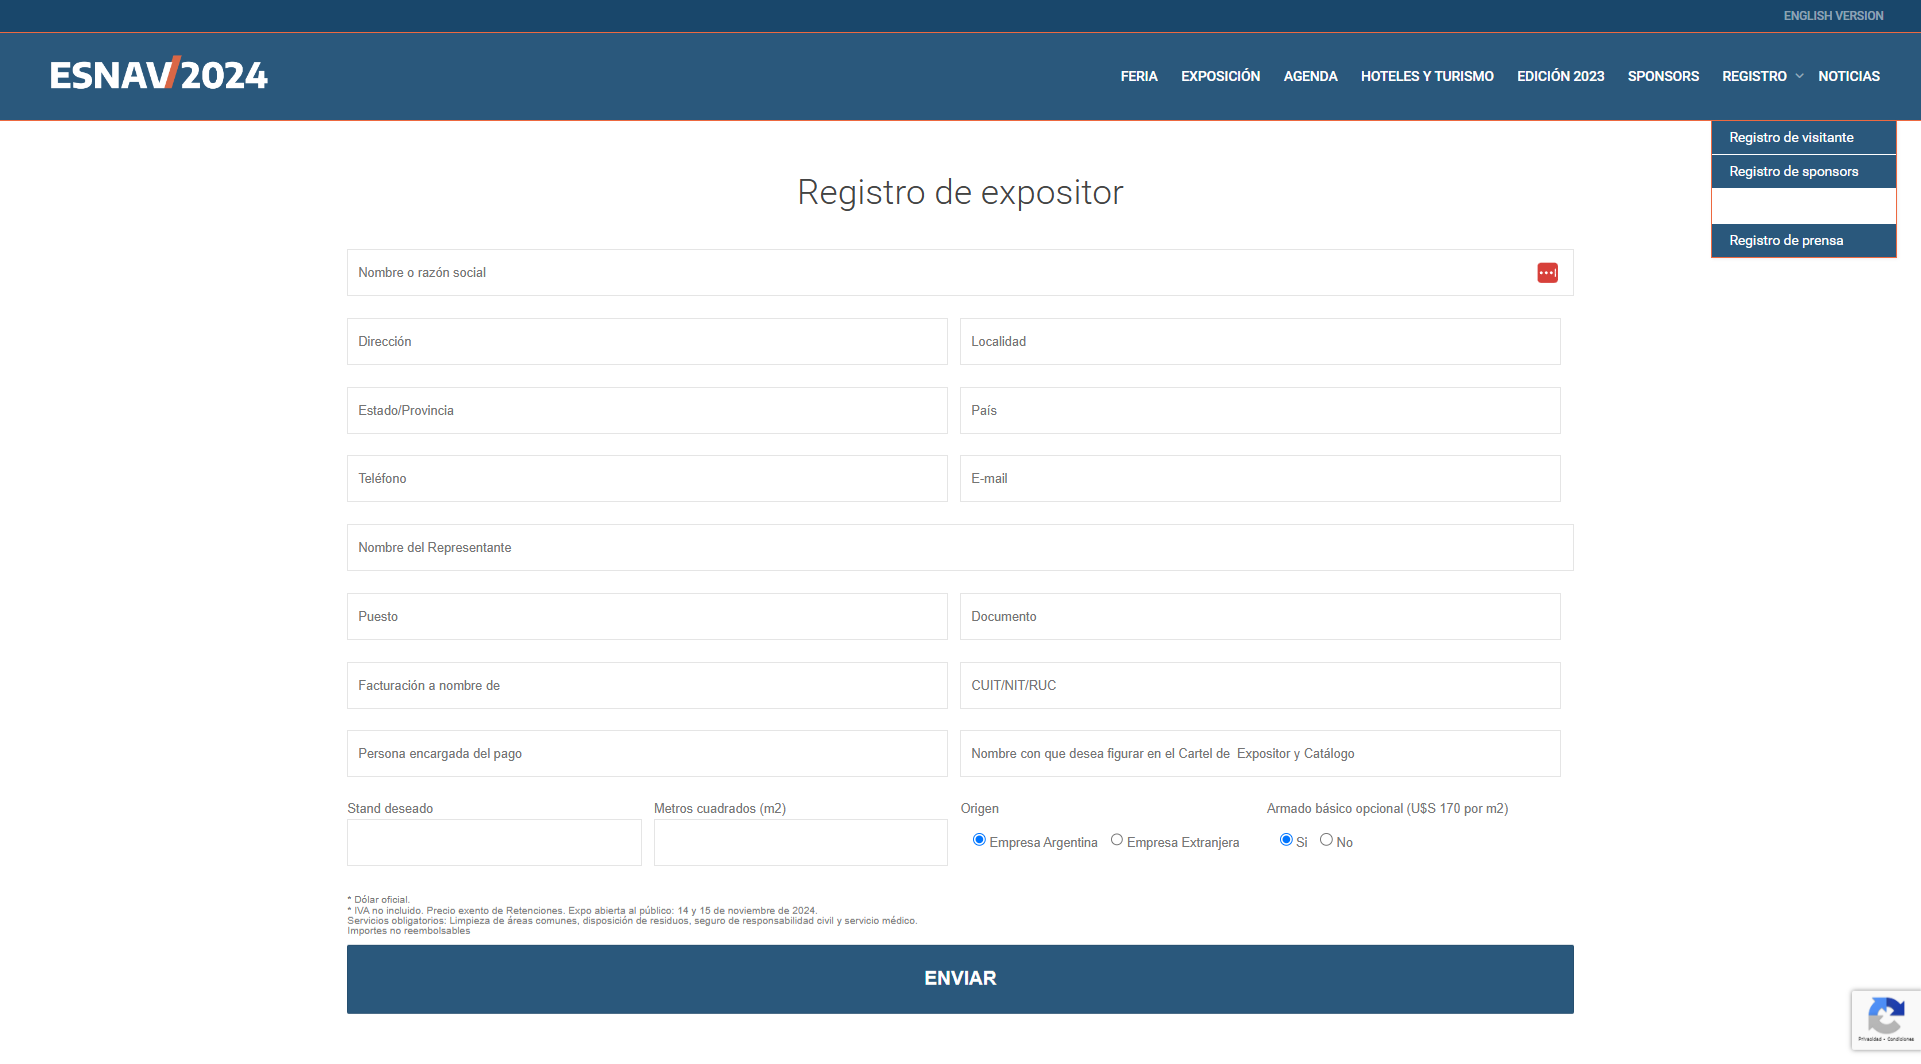 ENGLISH VERSION
ESNAV/2024
FERIA EXPOSICIÓN AGENDA HOTELES Y TURISMO EDICIÓN 2023 SPONSORS REGISTRO NOTICIAS
Registro de visitante
Registro de sponsors
Registro de prensa
Registro de expositor
Nombre o razón social
Dirección
Localidad
Estado/Provincia
País
Teléfono
E-mail
Nombre del Representante
Puesto
Documento
Facturación a nombre de
CUIT/NIT/RUC
Persona encargada del pago
Nombre con que desea figurar en el Cartel de  Expositor y Catálogo
Stand deseado
Metros cuadrados (m2)
Origen
Armado básico opcional (U$S 170 por m2)
Empresa Argentina
Empresa Extranjera
Si
No
* Dólar oficial.
* IVA no incluido. Precio exento de Retenciones. Expo abierta al público: 14 y 15 de noviembre de 2024.
Servicios obligatorios: Limpieza de áreas comunes, disposición de residuos, seguro de responsabilidad civil y servicio médico.
Importes no reembolsables
ENVIAR
Privacidad - Condiciones